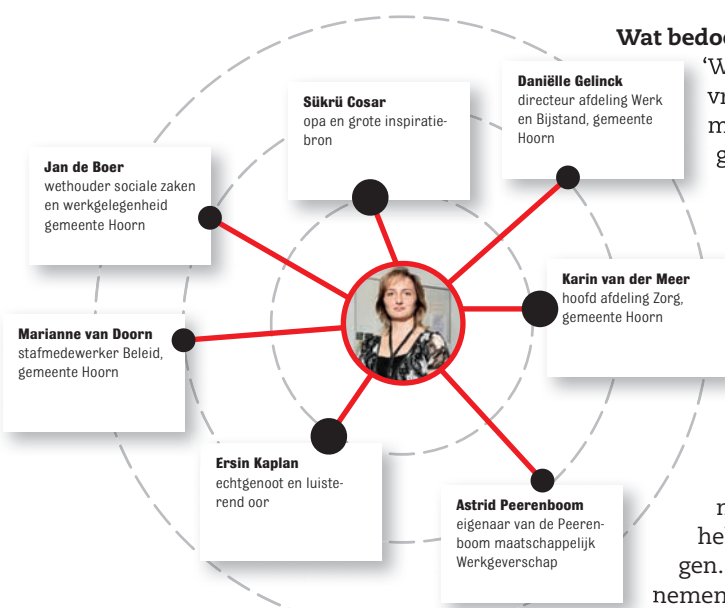 Wat bedoe
Daniëlle Gelinck
directeur afdeling Werk
en Bijstand, gemeente
Hoorn
Sükrü Cosar
opa en grote inspiratie-
bron
Jan de Boer
wethouder sociale zaken
en werkgelegenheid
gemeente Hoorn
Karin van der Meer
hoofd afdeling Zorg,
gemeente Hoorn
Marianne van Doorn
stafmedewerker Beleid,
gemeente Hoorn
Ersin Kaplan
echtgenoot en luiste-
rend oor
Astrid Peerenboom
eigenaar van de Peeren-
boom maatschappelijk
Werkgeverschap
gen.
nemen